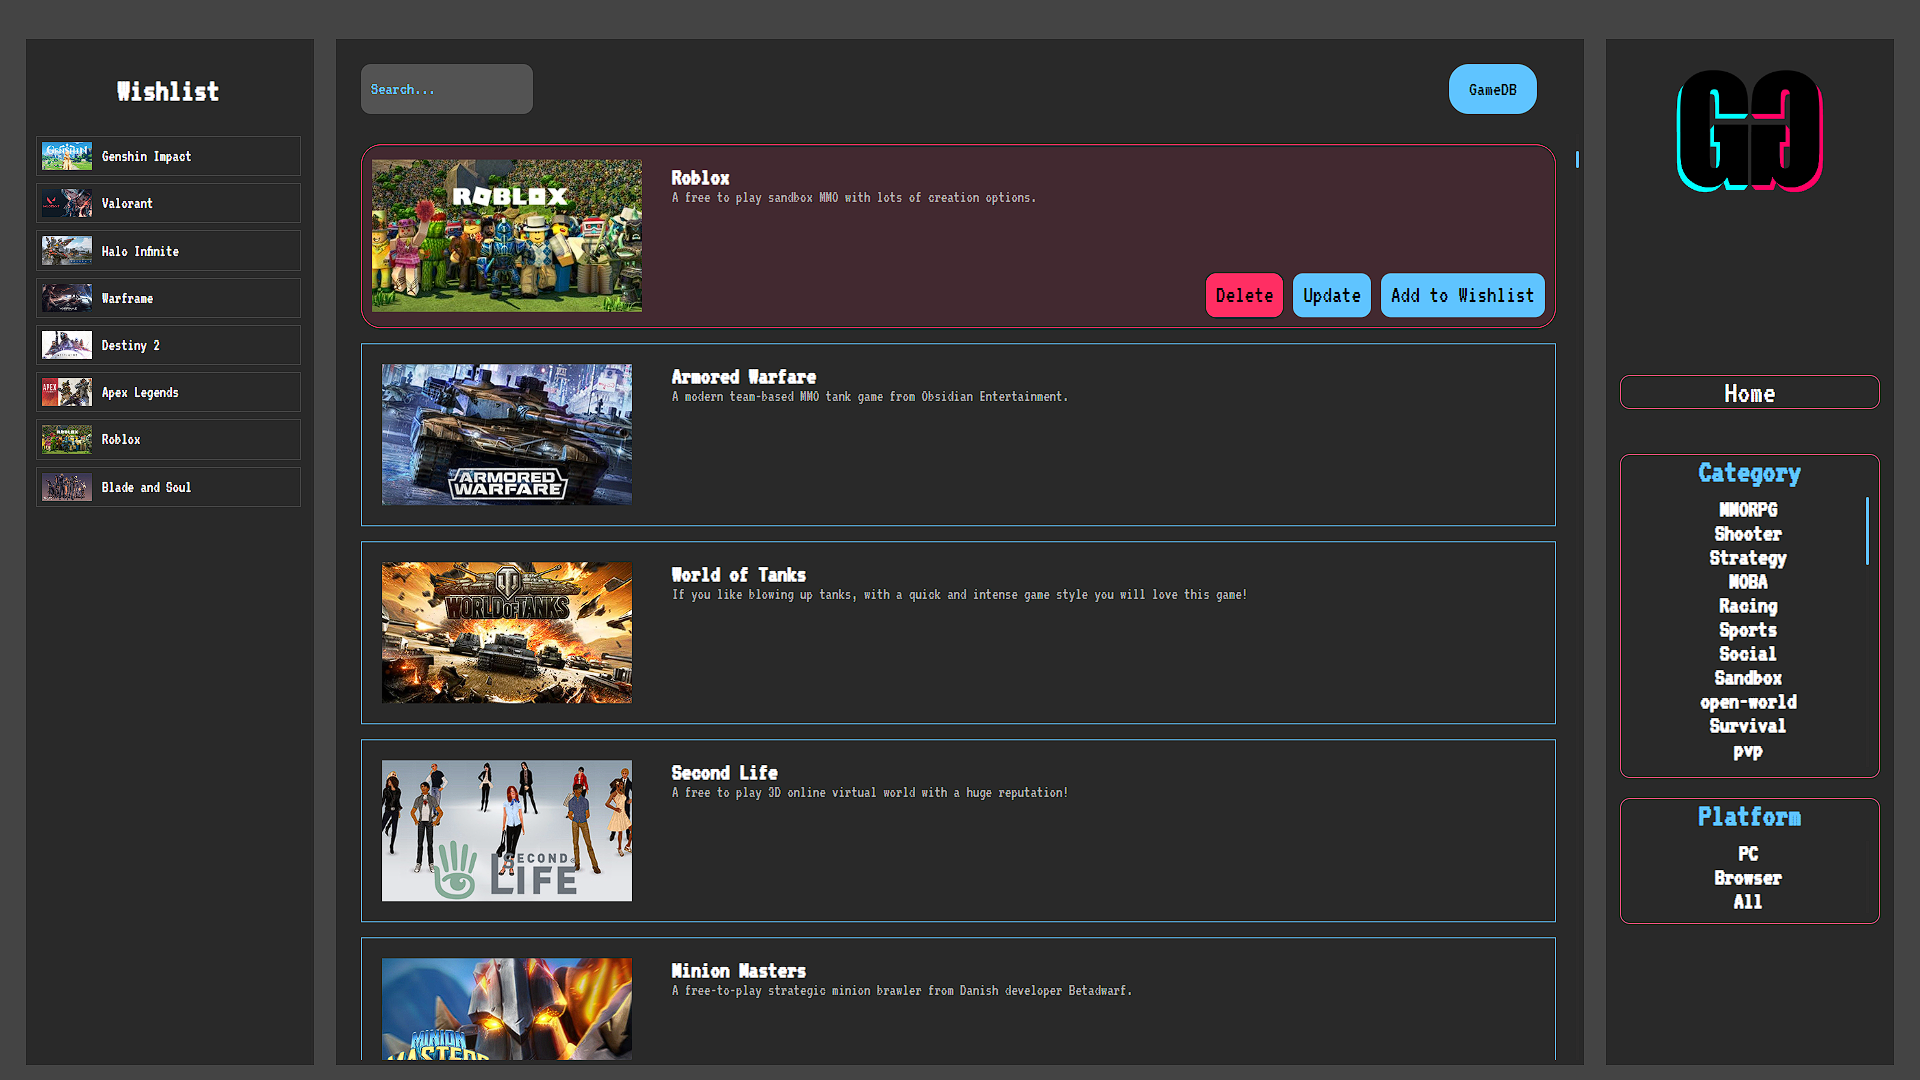 Wishlist
Genshin Impact
Valorant
Halo Infinite
Warframe
Destiny 2
Apex Legends
Roblox
Blade and Soul
Search...
GameDB
ROBLOX
Roblox
A free to play sandbox MMO with lots of creation options.
Delete
Update
Add to Wishlist
ARMORED
WARFARE
Armored Warfare
A modern team-based MMO tank game from Obsidian Entertainment.
WORLD OF TANKS
World of Tanks
If you like blowing up tanks, with a quick and intense game style you will love this game!
SECOND
LIFE
Second Life
A free to play 3D online virtual world with a huge reputation!
MINION
MASTERS
Minion Masters
A free-to-play strategic minion brawler from Danish developer Betadwarf.
GG
Home
Category
MMORPG
Shooter
Strategy
MOBA
Racing
Sports
Social
Sandbox
open-world
Survival
pvp
Platform
PC
Browser
All